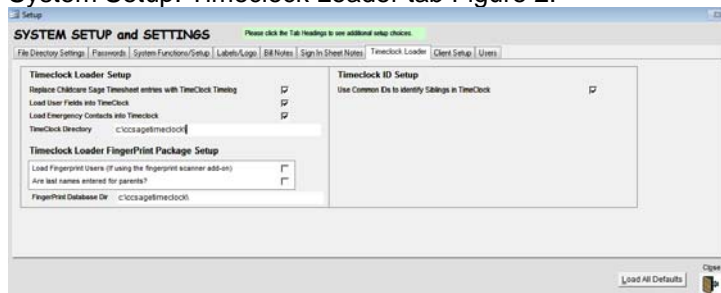 System Setup: Timeclock Loader tab Figure 2.
Setup
SYSTEM SETUP and SETTINGS
Please click the Tab Headings to see additional setup choices.
File Directory Settings Passwords System Functions/Setup Labels/Logo Bill Notes Sign In Sheet Notes Timeclock Loader Client Setup Users
Timeclock Loader Setup
Replace Childcare Sage Timesheet entries with TimeClock Timelog
Load User Fields into TimeClock
Load Emergency Contacts into Timeclock
TimeClock Directory c:\ccsagetimeclock\
Timeclock Loader FingerPrint Package Setup
Load Fingerprint Users (If using the fingerprint scanner add-on)
Are last names entered for parents?
FingerPrint Database Dir c:\ccsagetimeclock\
Timeclock ID Setup
Use Common IDs to identify Siblings in TimeClock
Load All Defaults
Close